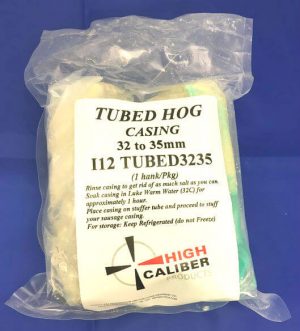 TUBED HOG
CASING
32 to 35mm
I12 TUBED3235
(1 hank/Pkg)
Rinse casing to get rid of as much salt as you can.
Soak casing in Luke Warm Water (32C) for
approximately 1 hour.
Place casing on stuffer tube and proceed to stuff
your sausage casing.
For storage: Keep Refrigerated (do not Freeze)
HIGH
CALIBER
PRODUCTS